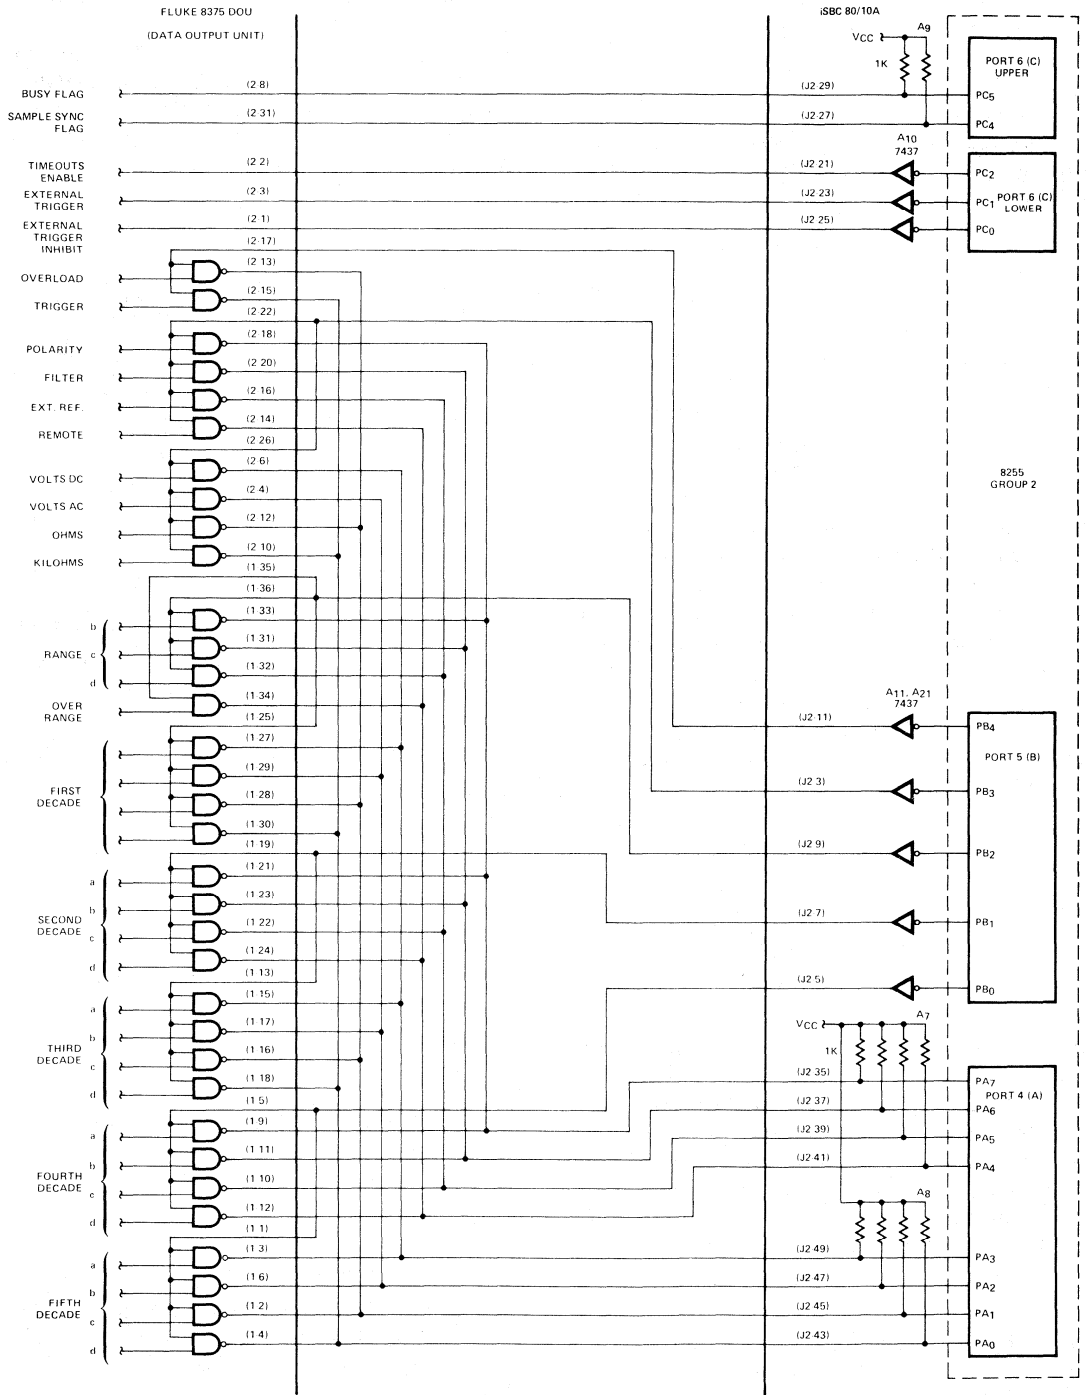 FLUKE 8375 DOU
(DATA OUTPUT UNIT)
iSBC 80/10A
VCC
A9
1K
PORT 6 (C)
UPPER
BUSY FLAG
(2 8)
(J2 29)
PC5
SAMPLE SYNC
FLAG
(2 31)
(J2 27)
PC4
A10
7437
TIMEOUTS
ENABLE
(2 2)
(J2 21)
PC2
EXTERNAL
TRIGGER
(2 3)
(J2 23)
PC1
PORT 6 (C)
LOWER
EXTERNAL
TRIGGER
INHIBIT
(2 1)
(J2 25)
PC0
(2 17)
OVERLOAD
(2 13)
TRIGGER
(2 15)
(2 22)
POLARITY
(2 18)
FILTER
(2 20)
EXT. REF.
(2 16)
REMOTE
(2 14)
(2 26)
VOLTS DC
(2 6)
VOLTS AC
(2 4)
OHMS
(2 12)
KILOHMS
(2 10)
8255
GROUP 2
(1 35)
(1 36)
RANGE
b
(1 33)
c
(1 31)
d
(1 32)
OVER
RANGE
(1 34)
(1 25)
A11, A21
7437
(J2 11)
PB4
PORT 5 (B)
FIRST
DECADE
(1 27)
(1 29)
(1 28)
(1 30)
(1 19)
(J2 3)
PB3
(J2 9)
PB2
SECOND
DECADE
a
(1 21)
b
(1 23)
c
(1 22)
d
(1 24)
(1 13)
(J2 7)
PB1
(J2 5)
PB0
THIRD
DECADE
a
(1 15)
b
(1 17)
c
(1 16)
d
(1 18)
(1 5)
VCC
A7
1K
(J2 35)
PA7
PORT 4 (A)
(J2 37)
PA6
(J2 39)
PA5
(J2 41)
PA4
FOURTH
DECADE
a
(1 9)
b
(1 11)
c
(1 10)
d
(1 12)
(1 1)
A8
FIFTH
DECADE
a
(1 3)
b
(1 6)
c
(1 2)
d
(1 4)
(J2 49)
PA3
(J2 47)
PA2
(J2 45)
PA1
(J2 43)
PA0